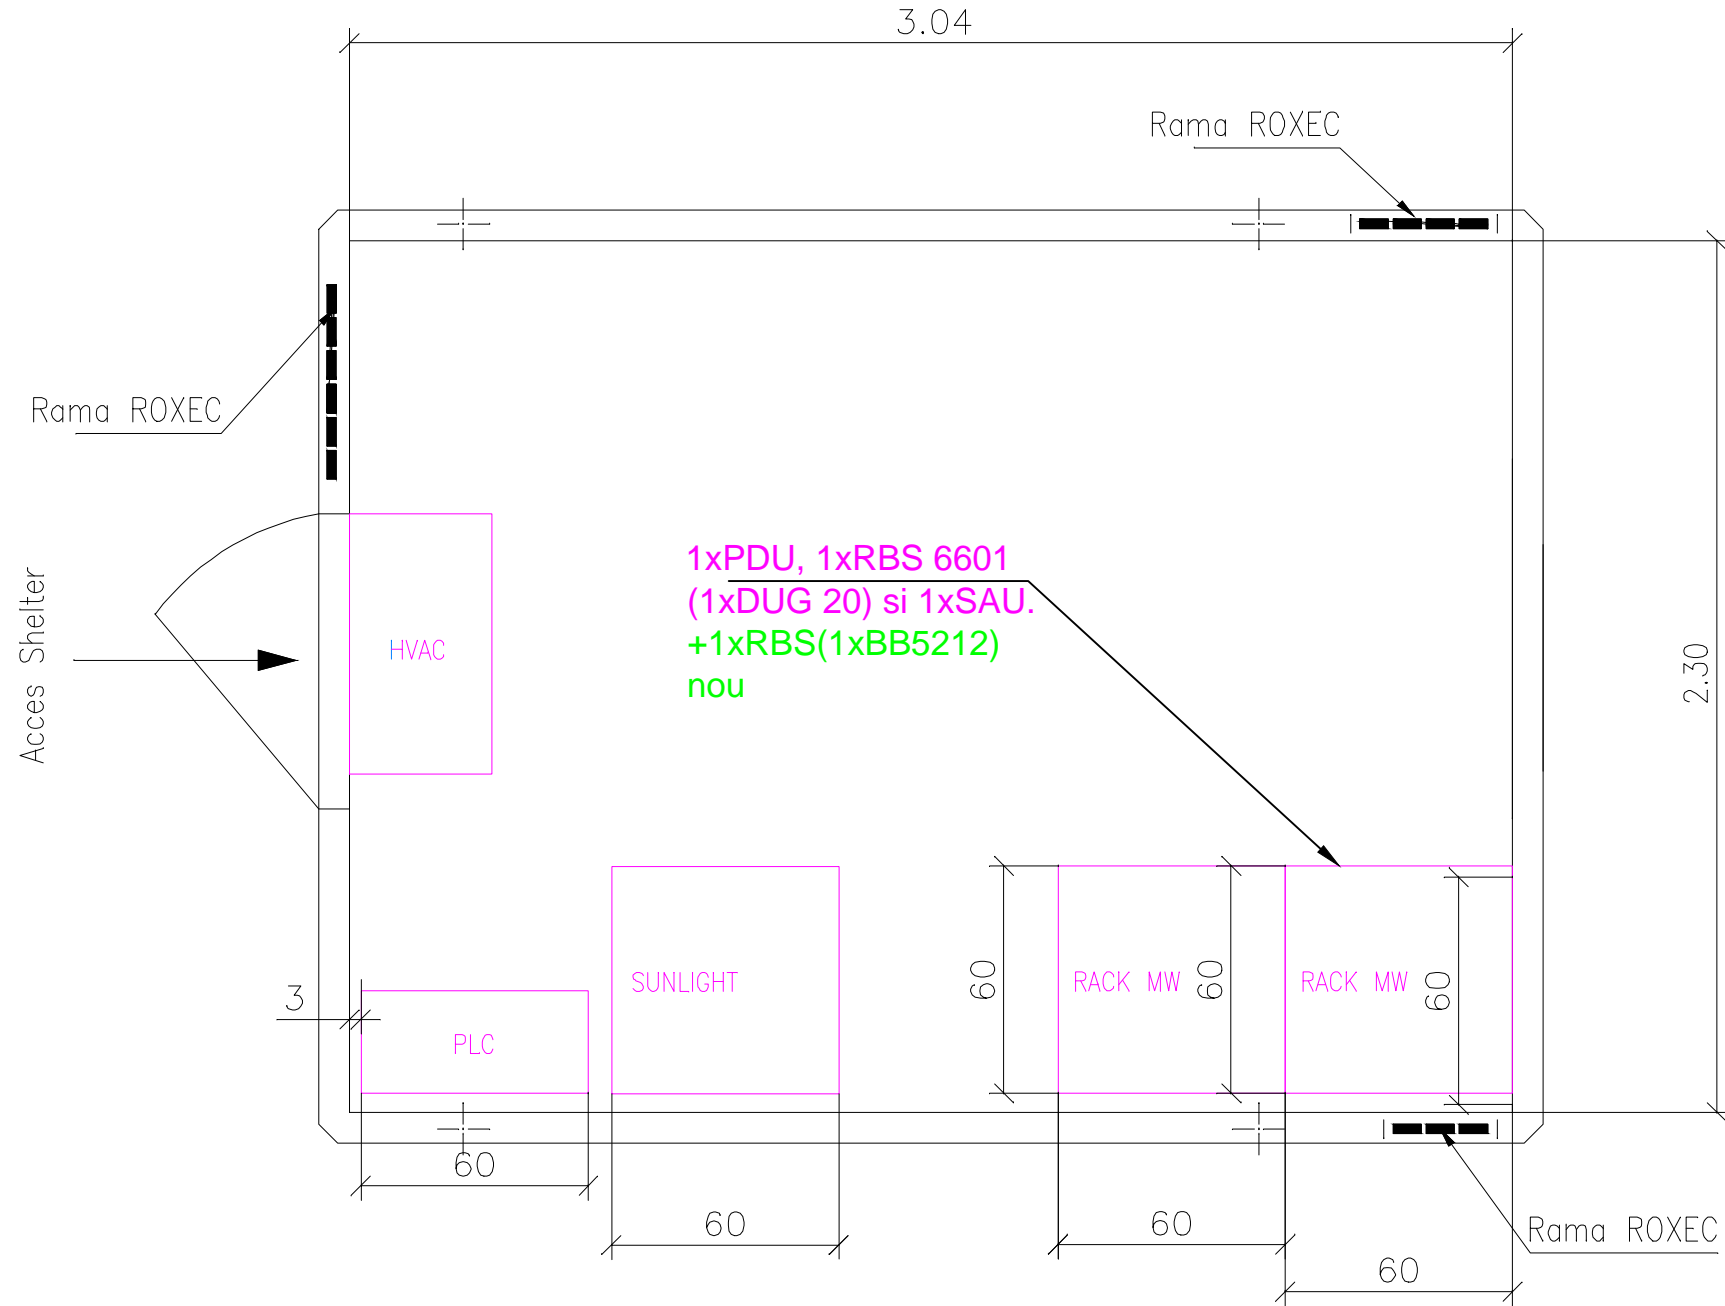 3.04
Rama ROXEC
Rama ROXEC
Acces Shelter
HVAC
1xPDU, 1xRBS 6601
(1xDUG 20) si 1xSAU.
+1xRBS(1xBB5212)
nou
2.30
SUNLIGHT
60
RACK MW
60
RACK MW
60
3
PLC
60
60
60
Rama ROXEC
60